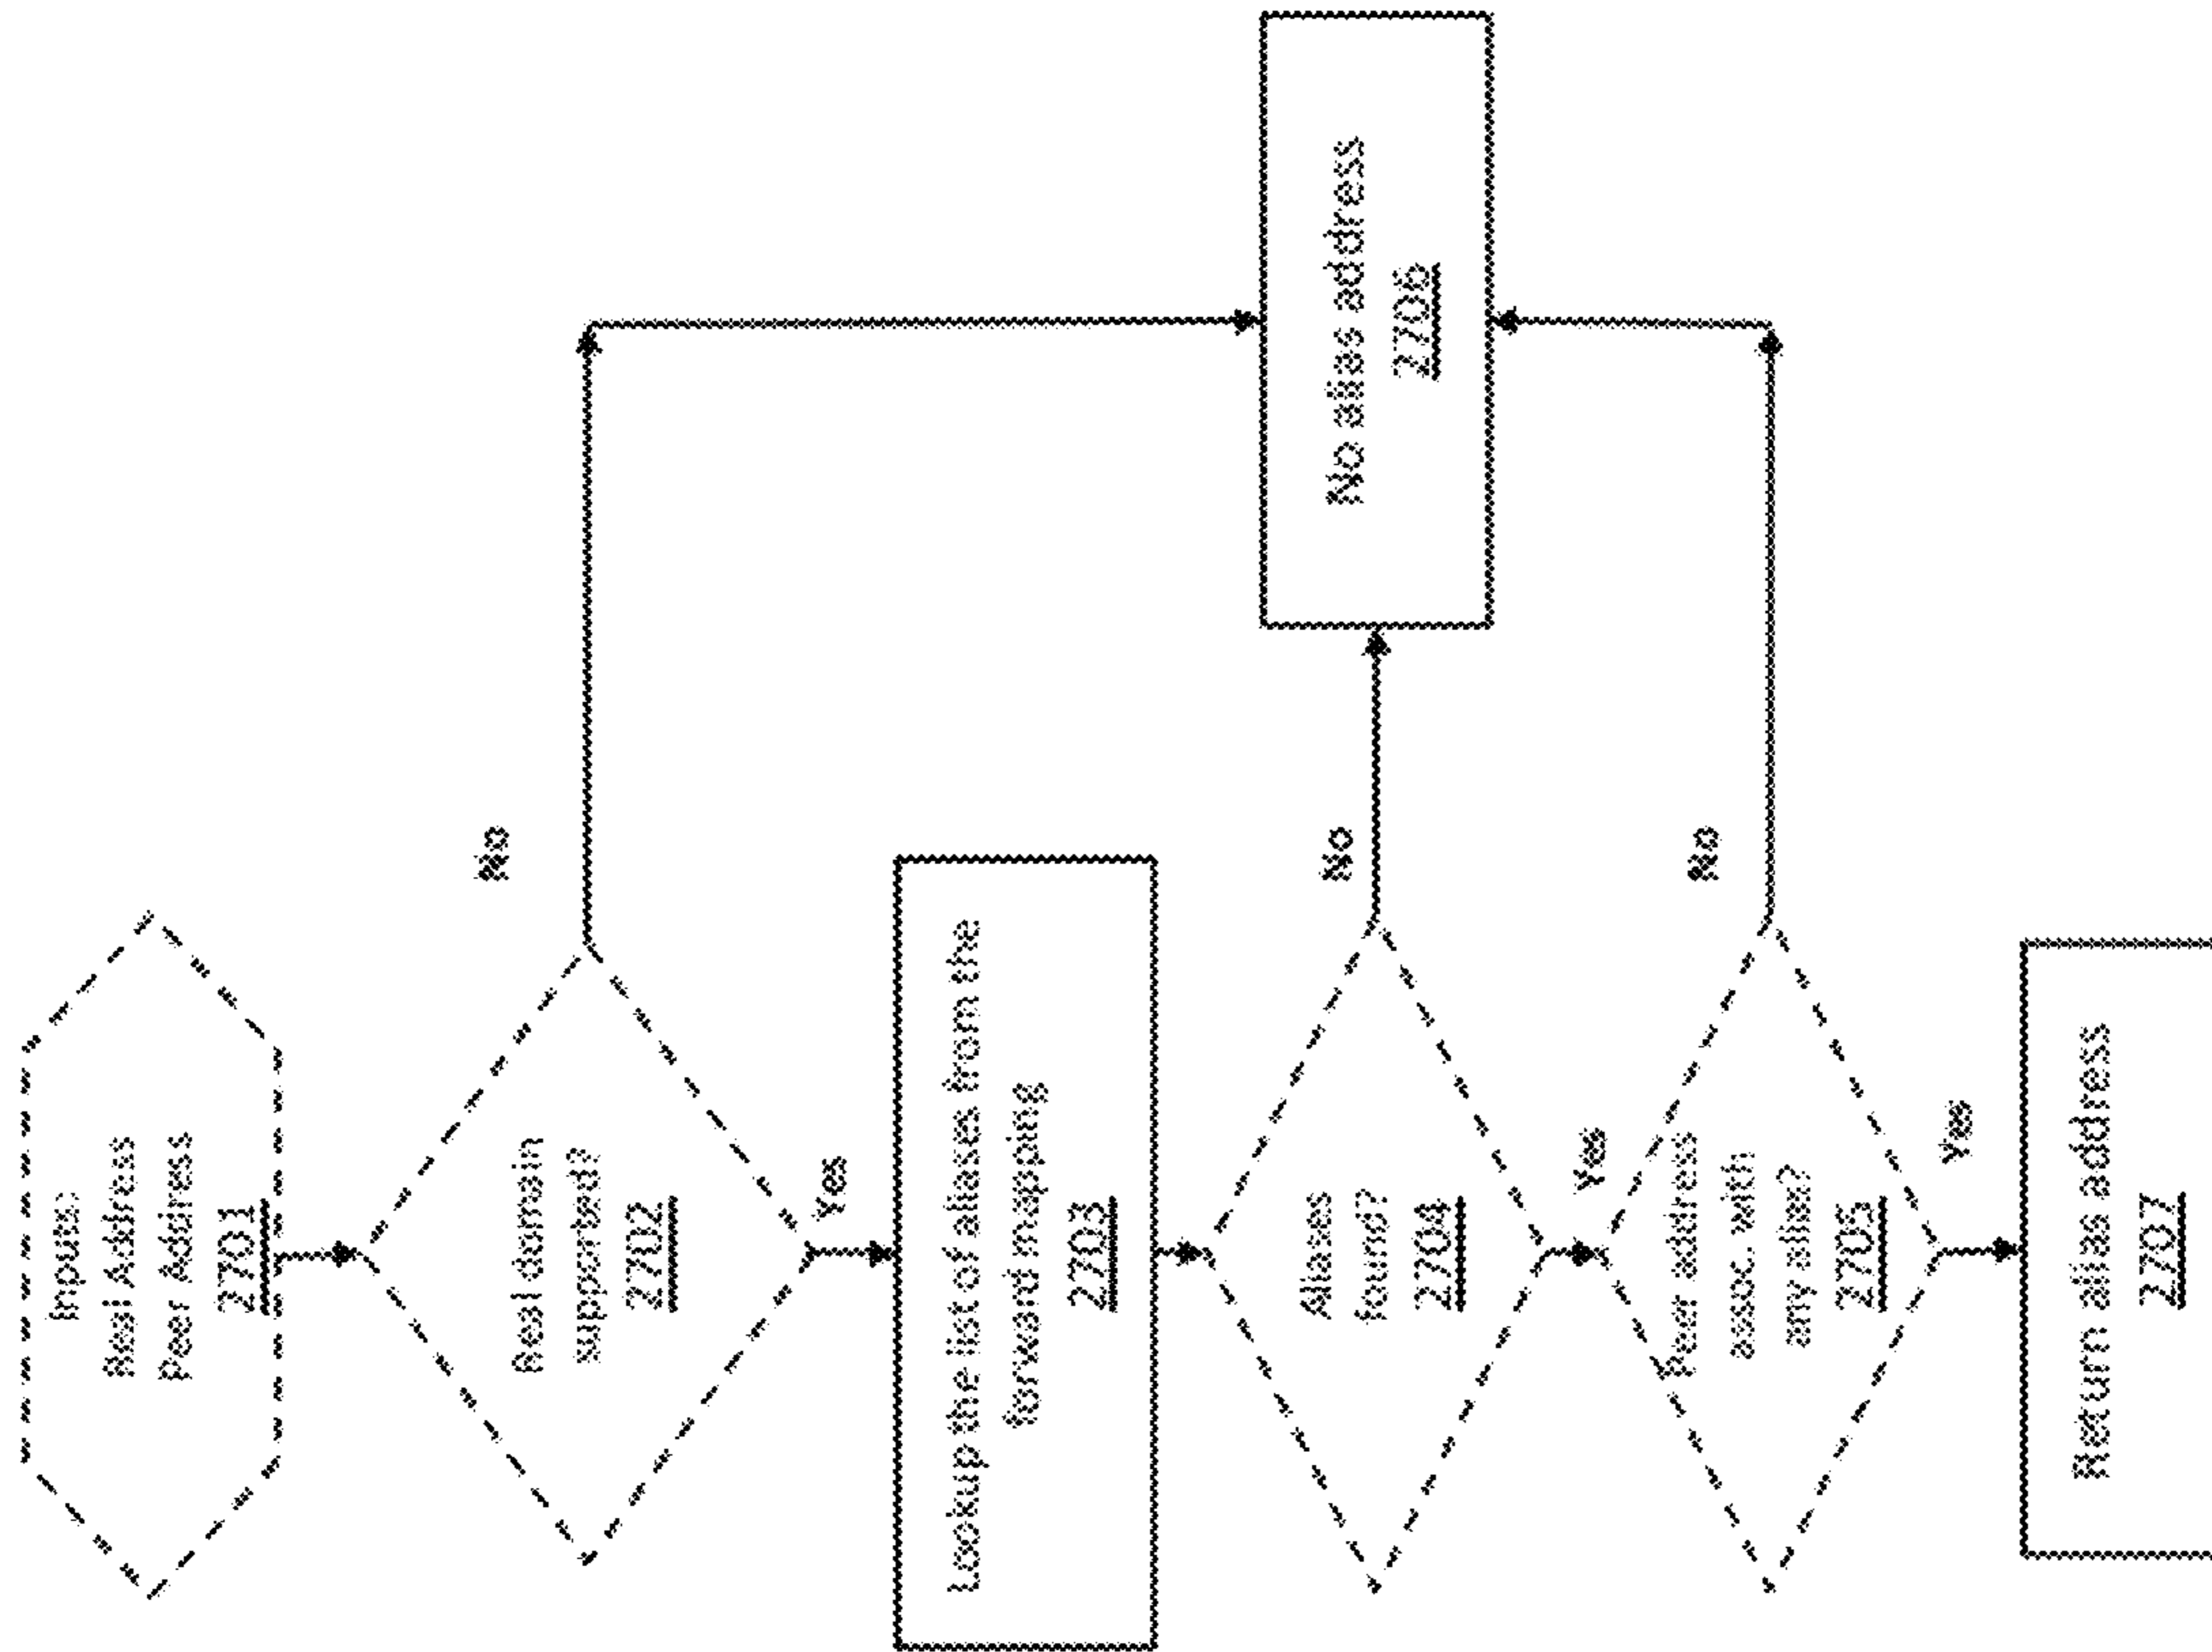 Inputs:
Real Address
Peer Address
2701
Real domain
supported?
2702
No
Yes
Lookup the list of aliases from the
forward mapping
2703
Aliases
found?
2704
No
Yes
Peer address
assoc. with
any alias?
2705
No
Yes
No alias address
2706
Return alias address
2707